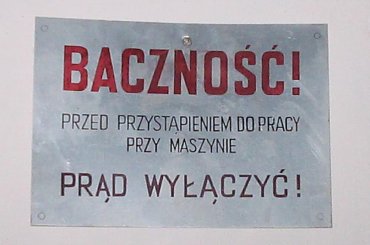 BACZNOŚĆ!
PRZED PRZYSTĄPIENIEM DO PRACY
PRZY MASZYNIE
PRĄD WYŁĄCZYĆ!